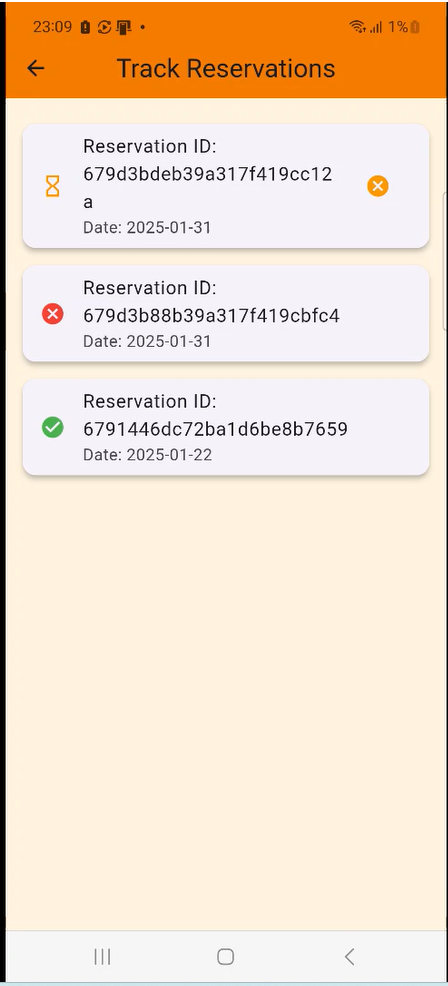 23:09
1%
Track Reservations
Reservation ID:
679d3bdeb39a317f419cc12
a
Date: 2025-01-31
Reservation ID:
679d3b88b39a317f419cbfc4
Date: 2025-01-31
Reservation ID:
6791446dc72ba1d6be8b7659
Date: 2025-01-22